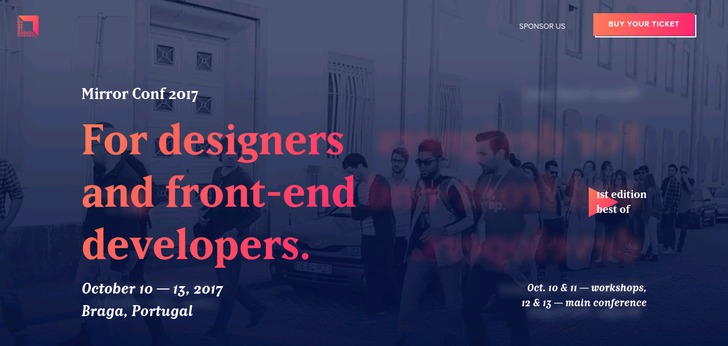 SPONSOR US
BUY YOUR TICKET
Mirror Conf 2017
For designers
and front-end
developers.
1st edition
best of
October 10 — 13, 2017
Braga, Portugal
Oct. 10 & 11 — workshops,
12 & 13 — main conference